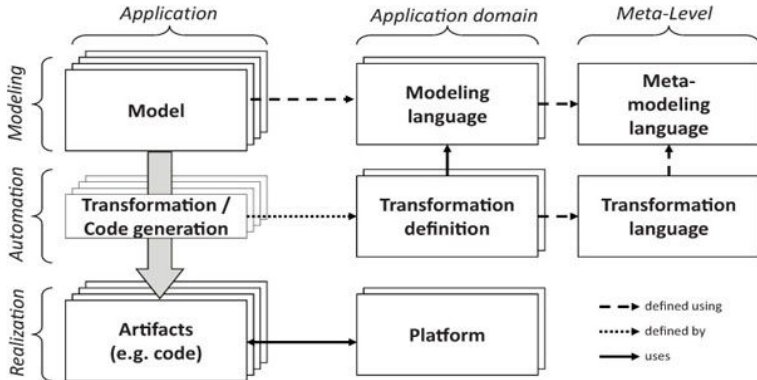 Application
Application domain
Meta-Level
Modeling
Model
Modeling
language
Meta-
modeling
language
Automation
Transformation /
Code generation
Transformation
definition
Transformation
language
Realization
Artifacts
(e.g. code)
Platform
defined using
defined by
uses